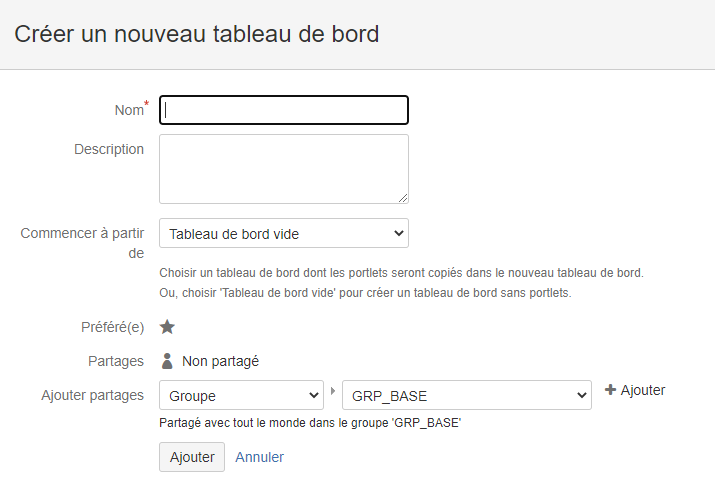 Créer un nouveau tableau de bord
Nom*
Description
Commencer à partir de
Tableau de bord vide
Choisir un tableau de bord dont les portlets seront copiés dans le nouveau tableau de bord.
Ou, choisir 'Tableau de bord vide' pour créer un tableau de bord sans portlets.
Préféré(e)
Partages Non partagé
Ajouter partages Groupe GRP_BASE + Ajouter
Partagé avec tout le monde dans le groupe 'GRP_BASE'
Ajouter Annuler